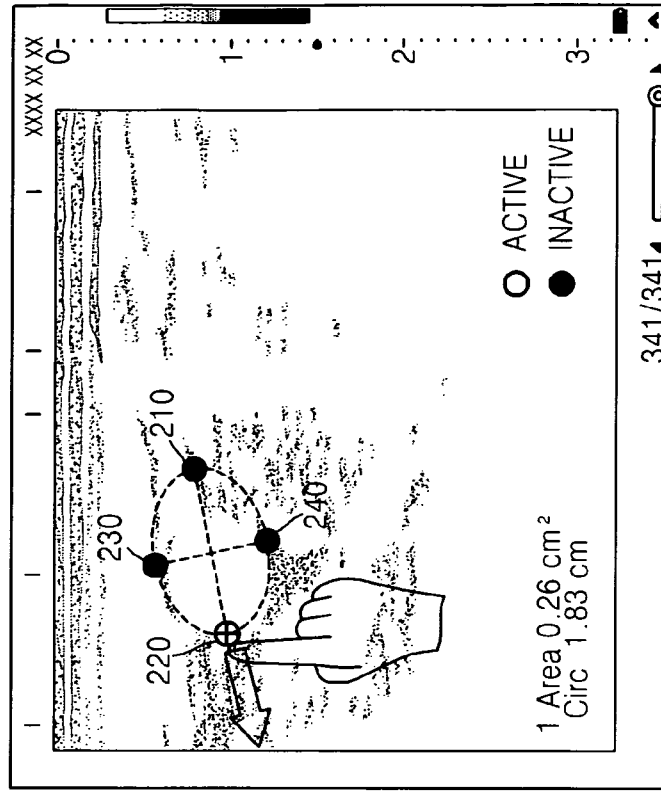 XXXX XX XX
0-
1-
2-
3-
230
210
220
240
ACTIVE
INACTIVE
1 Area 0.26 cm²
Circ 1.83 cm
341/341